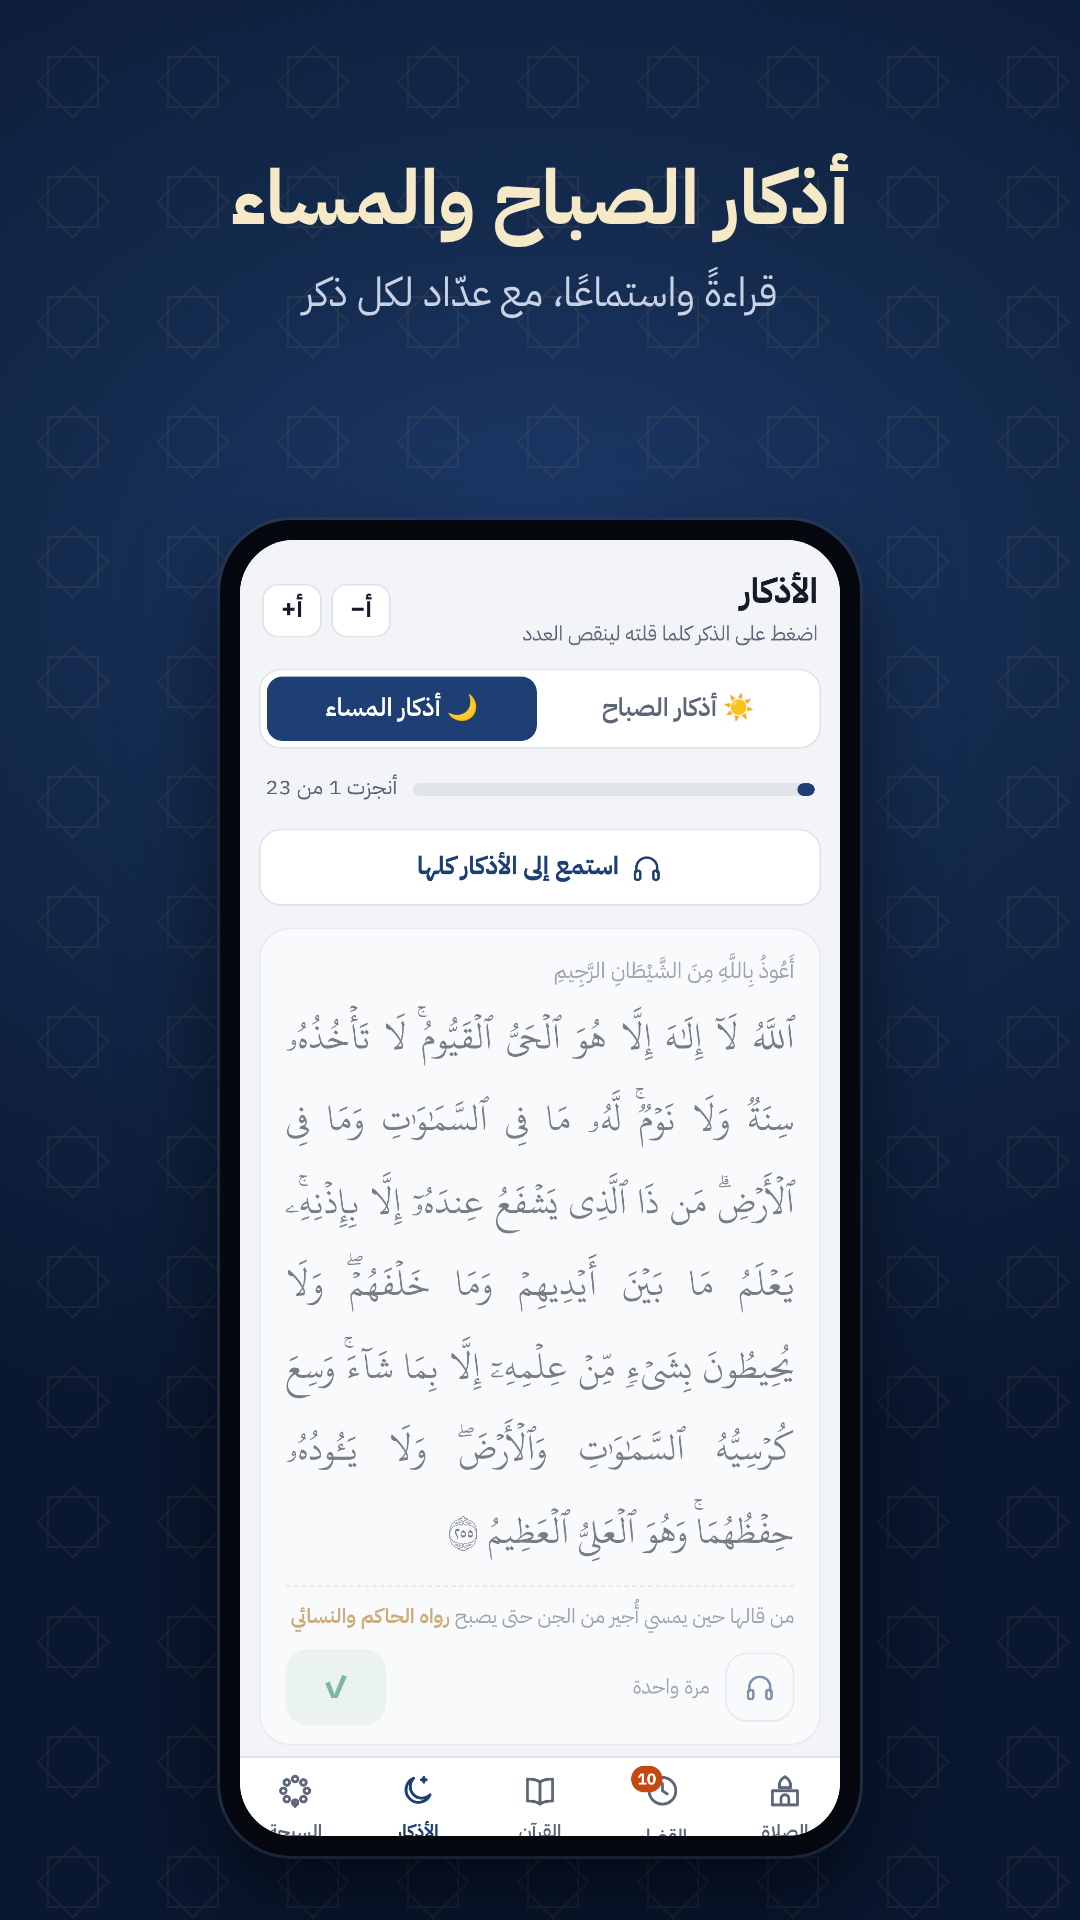 أذكار الصباح والمساء
قراءةً واستماعًا، مع عدّاد لكل ذكر
الأذكار
أ− أ+
اضغط على الذكر كلما قلته لينقص العدد
☀️ أذكار الصباح 🌙 أذكار المساء
أنجزت 1 من 23
استمع إلى الأذكار كلها
أَعُوذُ بِاللَّهِ مِنَ الشَّيْطَانِ الرَّجِيمِ
ٱللَّهُ لَآ إِلَـٰهَ إِلَّا هُوَ ٱلْحَىُّ ٱلْقَيُّومُ ۚ لَا تَأْخُذُهُۥ
سِنَةٌ وَلَا نَوْمٌ ۚ لَّهُۥ مَا فِى ٱلسَّمَـٰوَٰتِ وَمَا فِى
ٱلْأَرْضِ ۗ مَن ذَا ٱلَّذِى يَشْفَعُ عِندَهُۥٓ إِلَّا بِإِذْنِهِۦ ۚ
يَعْلَمُ مَا بَيْنَ أَيْدِيهِمْ وَمَا خَلْفَهُمْ ۖ وَلَا
يُحِيطُونَ بِشَىْءٍ مِّنْ عِلْمِهِۦٓ إِلَّا بِمَا شَآءَ ۚ وَسِعَ
كُرْسِيُّهُ ٱلسَّمَـٰوَٰتِ وَٱلْأَرْضَ ۖ وَلَا يَـُٔودُهُۥ
حِفْظُهُمَا ۚ وَهُوَ ٱلْعَلِىُّ ٱلْعَظِيمُ ۝٢٥٥
من قالها حين يمسي أُجير من الجن حتى يصبح رواه الحاكم والنسائي
مرة واحدة
10
الصلاة القضاء القرآن الأذكار السبحة